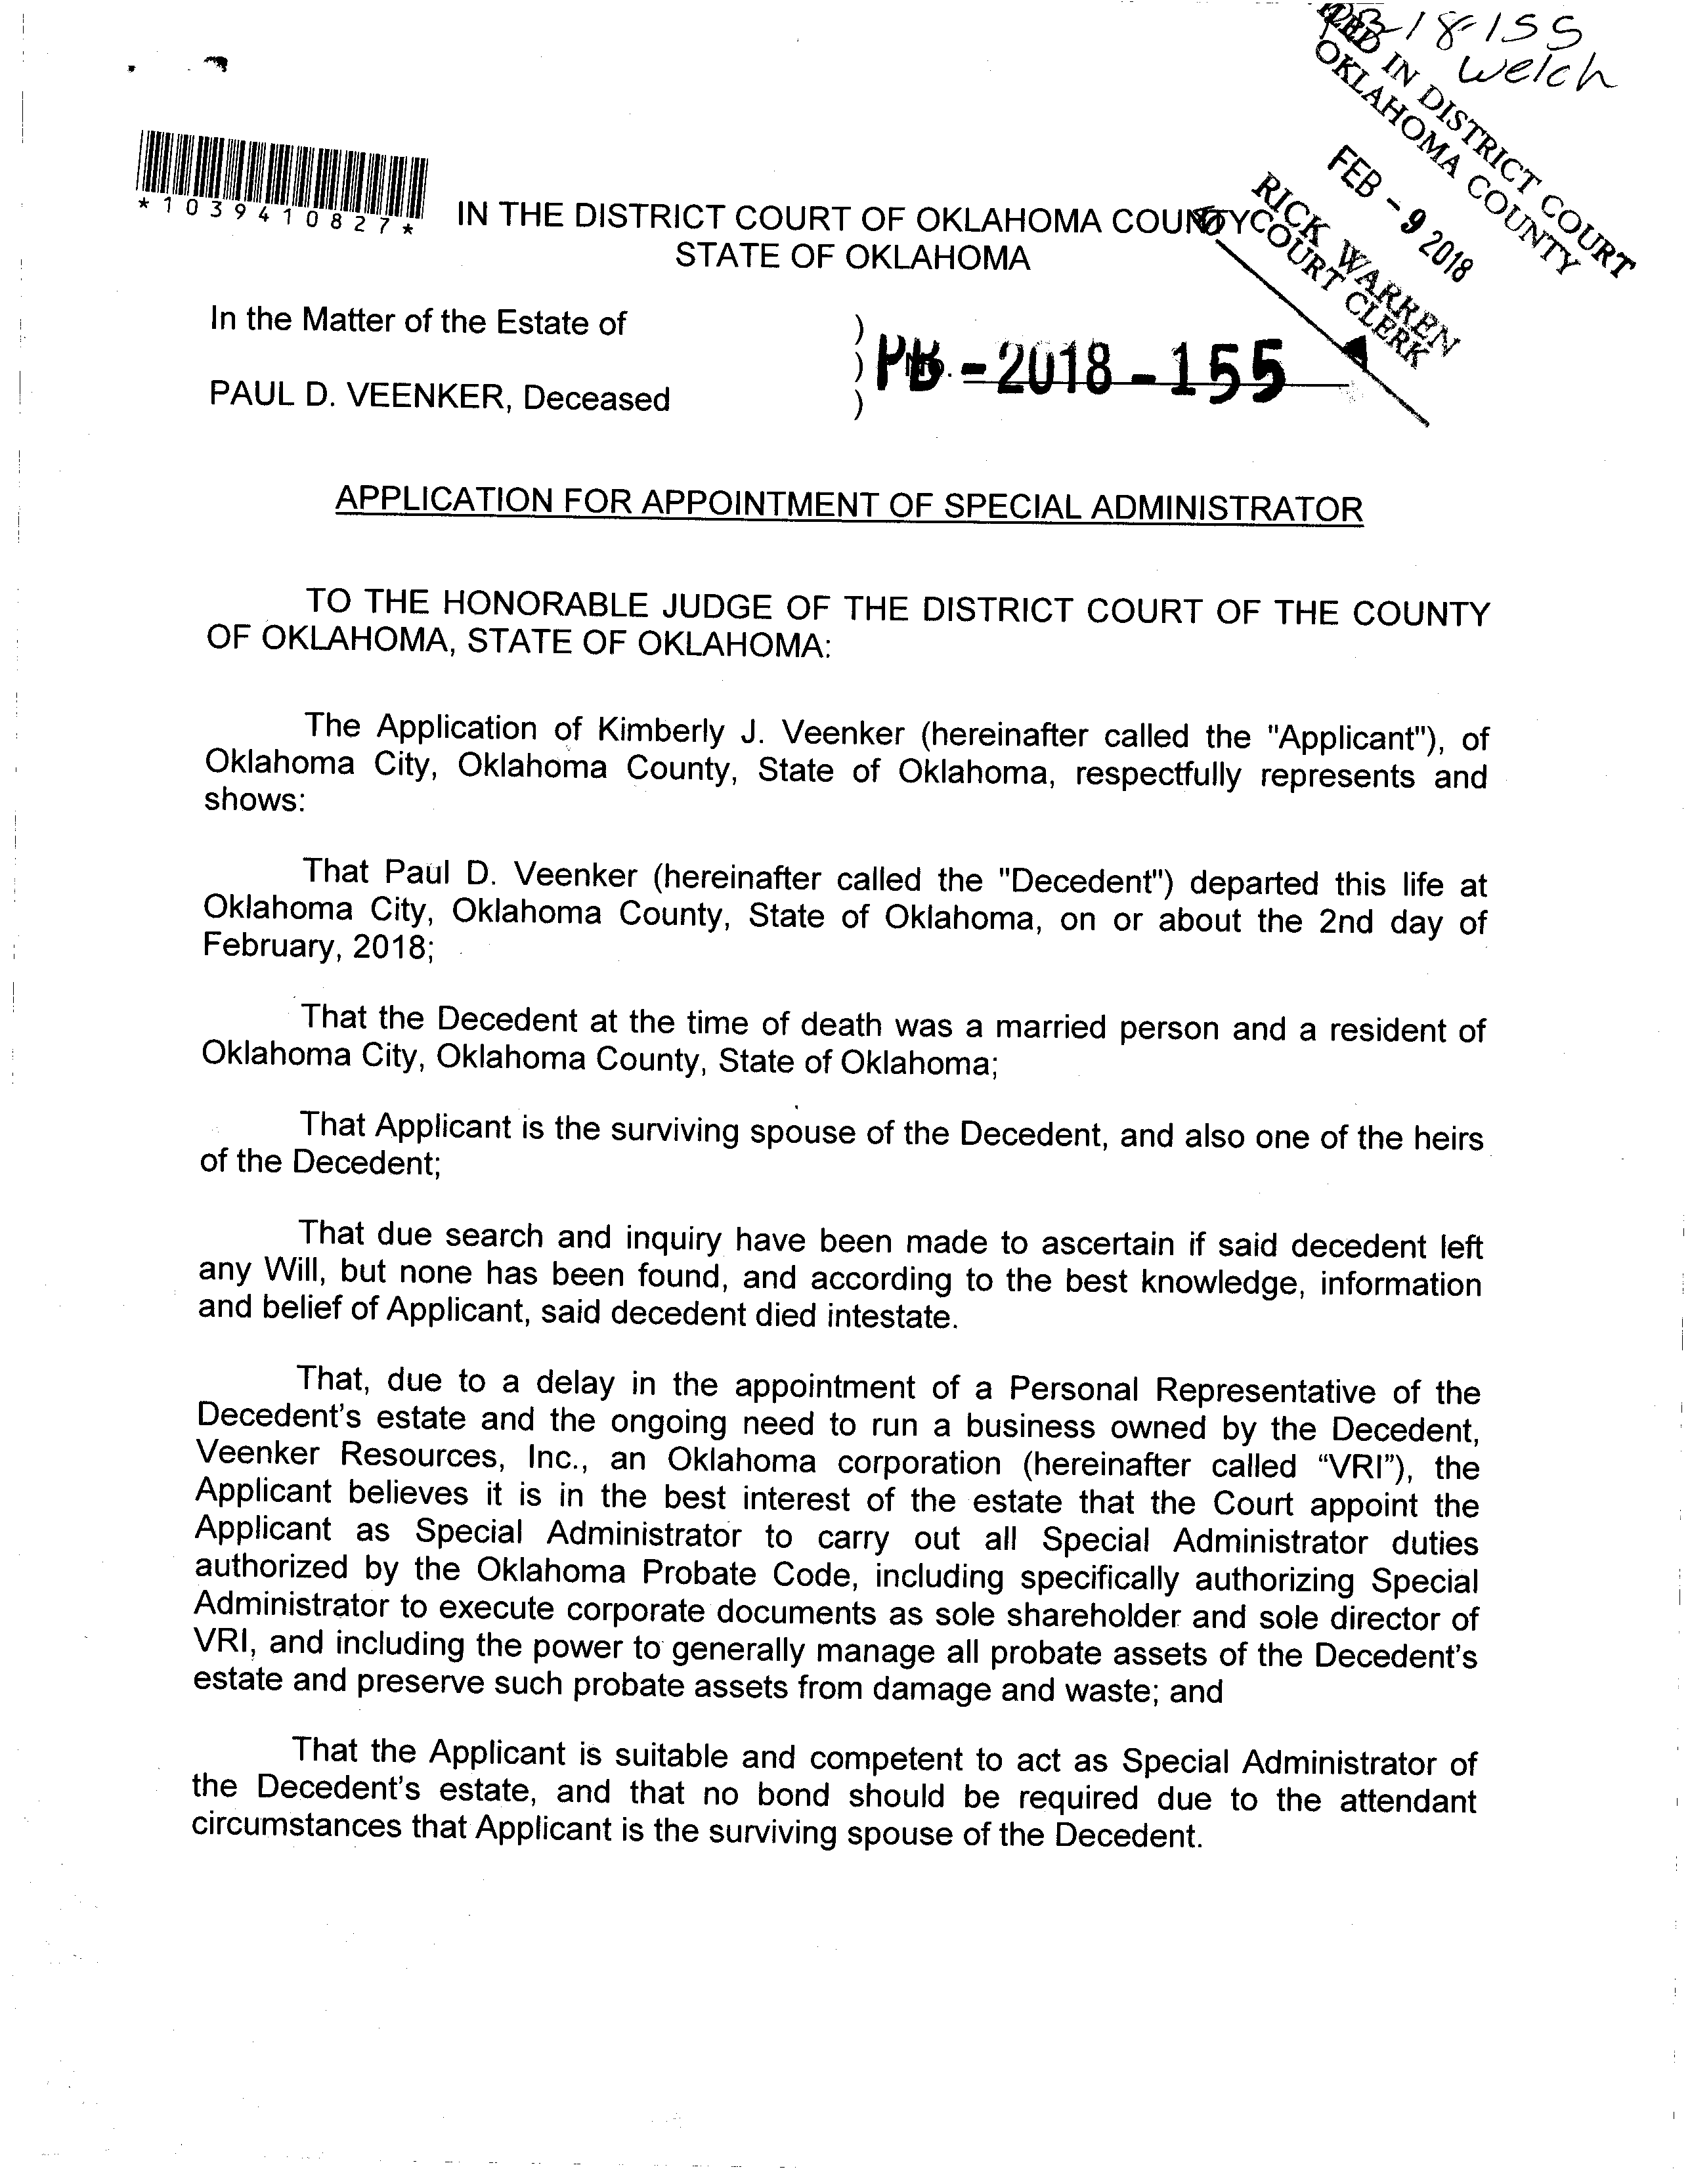 PB-18-155
Welch
FILED IN DISTRICT COURT
OKLAHOMA COUNTY
FEB - 9 2018
RICK WARREN
COURT CLERK
*1039410827*
IN THE DISTRICT COURT OF OKLAHOMA COUNTY
STATE OF OKLAHOMA
In the Matter of the Estate of )
) PB-2018-155
PAUL D. VEENKER, Deceased )
APPLICATION FOR APPOINTMENT OF SPECIAL ADMINISTRATOR
TO THE HONORABLE JUDGE OF THE DISTRICT COURT OF THE COUNTY
OF OKLAHOMA, STATE OF OKLAHOMA:
The Application of Kimberly J. Veenker (hereinafter called the "Applicant"), of
Oklahoma City, Oklahoma County, State of Oklahoma, respectfully represents and
shows:
That Paul D. Veenker (hereinafter called the "Decedent") departed this life at
Oklahoma City, Oklahoma County, State of Oklahoma, on or about the 2nd day of
February, 2018;
That the Decedent at the time of death was a married person and a resident of
Oklahoma City, Oklahoma County, State of Oklahoma;
That Applicant is the surviving spouse of the Decedent, and also one of the heirs
of the Decedent;
That due search and inquiry have been made to ascertain if said decedent left
any Will, but none has been found, and according to the best knowledge, information
and belief of Applicant, said decedent died intestate.
That, due to a delay in the appointment of a Personal Representative of the
Decedent's estate and the ongoing need to run a business owned by the Decedent,
Veenker Resources, Inc., an Oklahoma corporation (hereinafter called “VRI”), the
Applicant believes it is in the best interest of the estate that the Court appoint the
Applicant as Special Administrator to carry out all Special Administrator duties
authorized by the Oklahoma Probate Code, including specifically authorizing Special
Administrator to execute corporate documents as sole shareholder and sole director of
VRI, and including the power to generally manage all probate assets of the Decedent's
estate and preserve such probate assets from damage and waste; and
That the Applicant is suitable and competent to act as Special Administrator of
the Decedent's estate, and that no bond should be required due to the attendant
circumstances that Applicant is the surviving spouse of the Decedent.